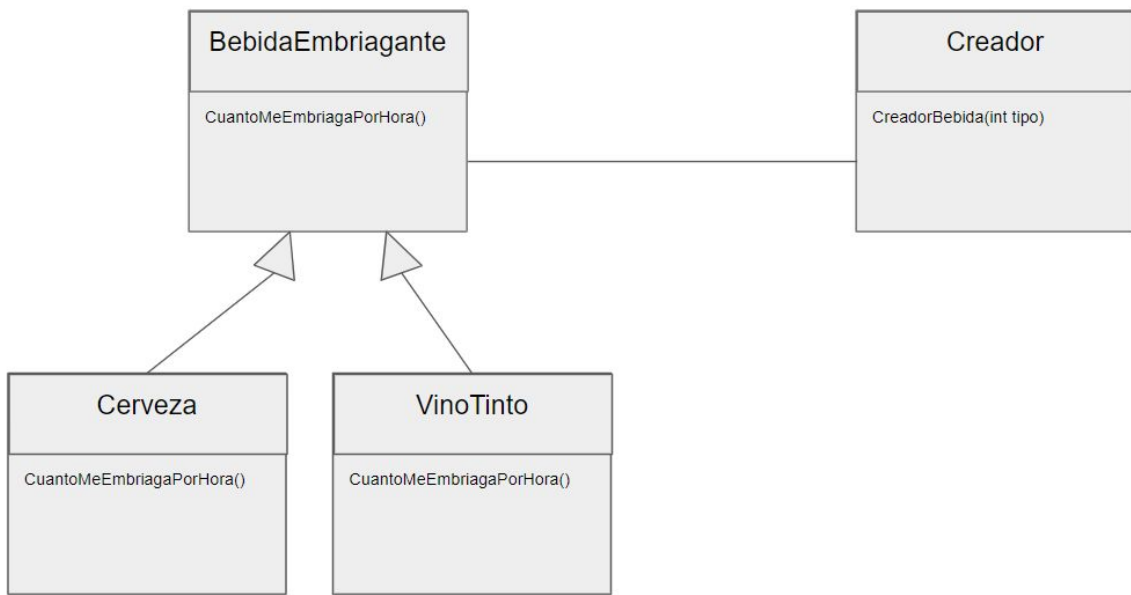 BebidaEmbriagante
CuantoMeEmbriagaPorHora()
Creador
CreadorBebida(int tipo)
Cerveza
CuantoMeEmbriagaPorHora()
VinoTinto
CuantoMeEmbriagaPorHora()